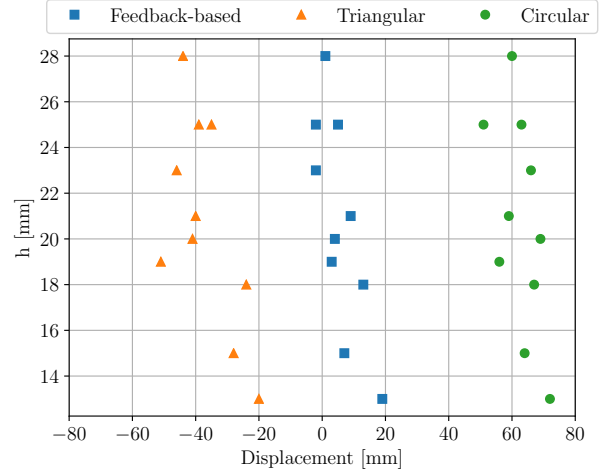 Feedback-based Triangular Circular
28
26
24
22
20
18
16
14
h [mm]
−80 −60 −40 −20 0 20 40 60 80
Displacement [mm]